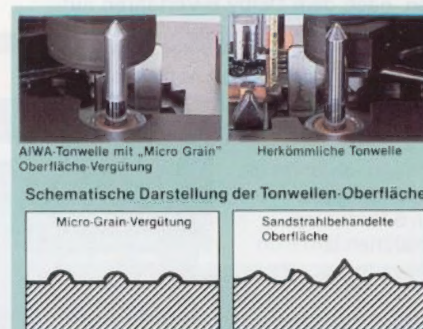 AIWA-Tonwelle mit „Micro Grain”
Oberfläche-Vergütung
Herkömmliche Tonwelle
Schematische Darstellung der Tonwellen-Oberfläche
Micro-Grain-Vergütung
Sandstrahlbehandelte
Oberfläche